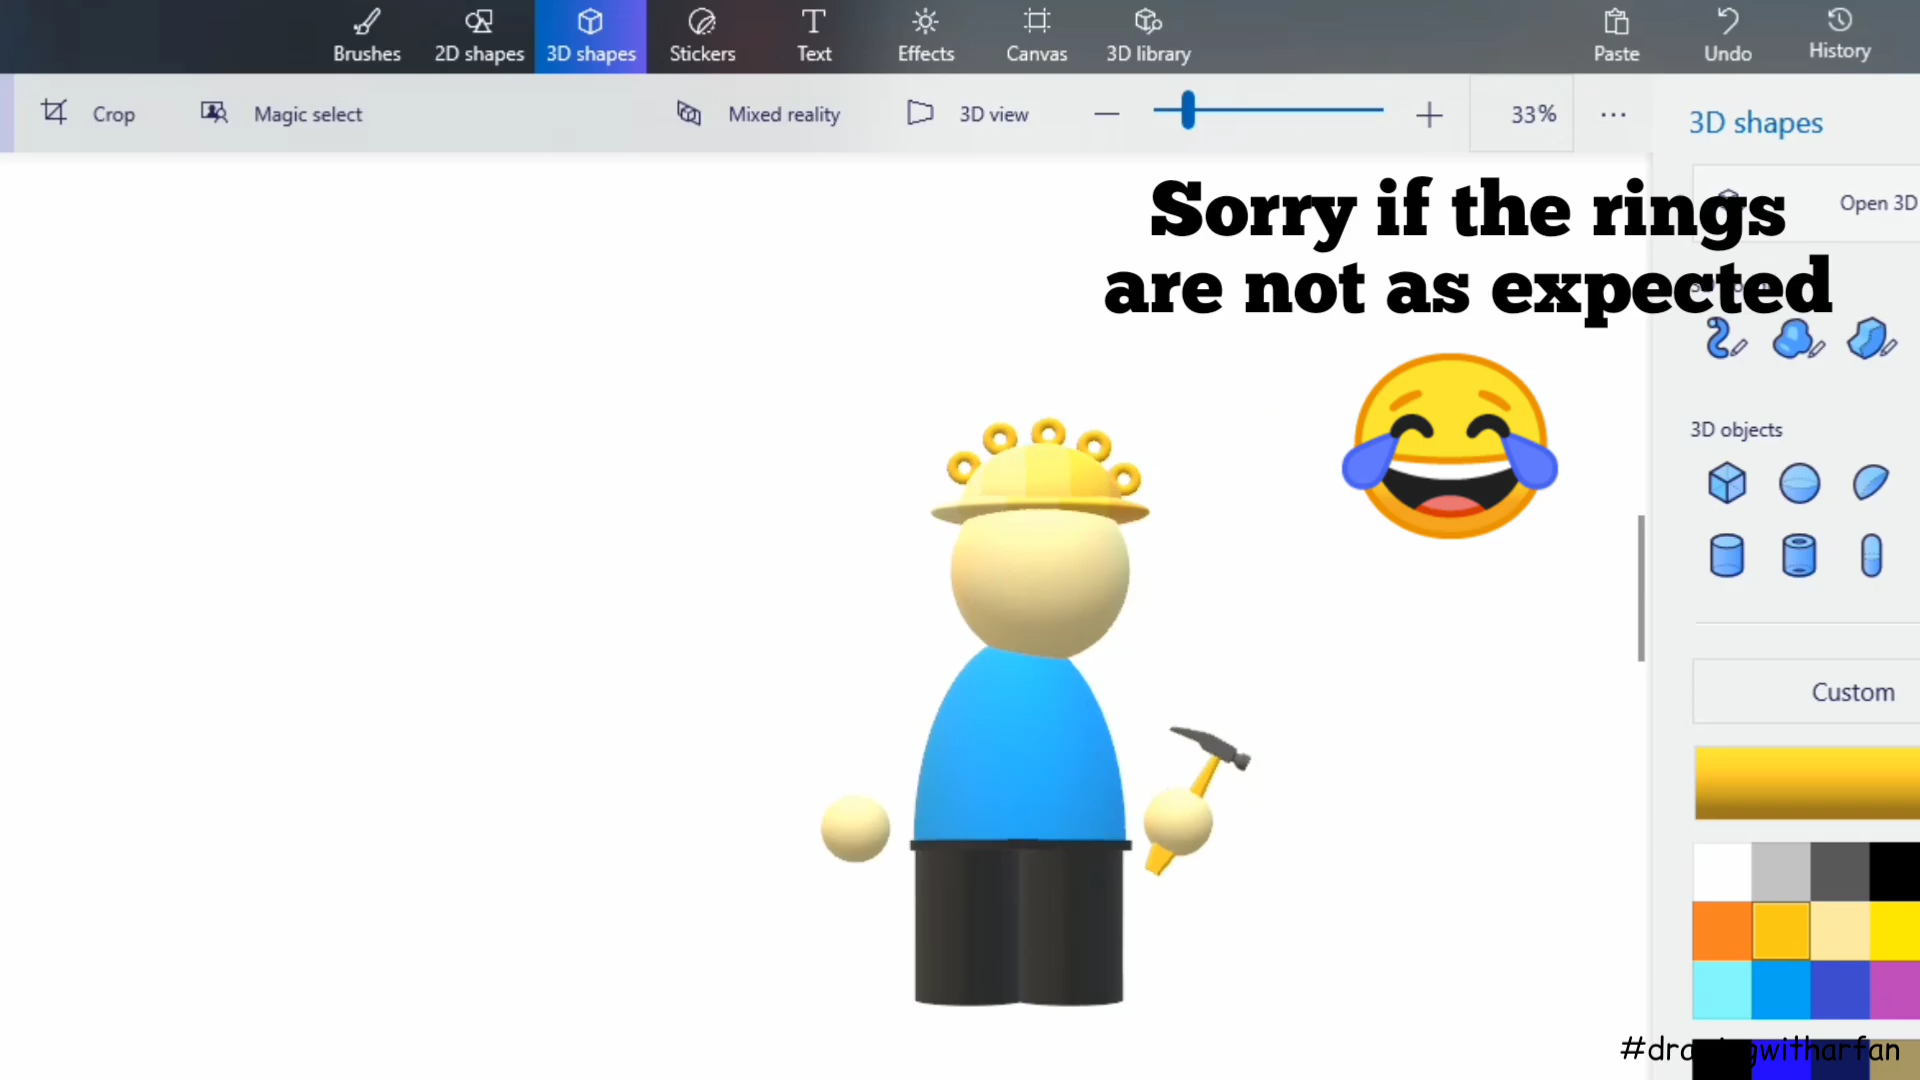 Brushes
2D shapes
3D shapes
Stickers
Text
Effects
Canvas
3D library
Paste
Undo
History
Crop
Magic select
Mixed reality
3D view
33%
3D shapes
Open 3D
Sorry if the rings
are not as expected
3D objects
Custom
#drawingwitharfan